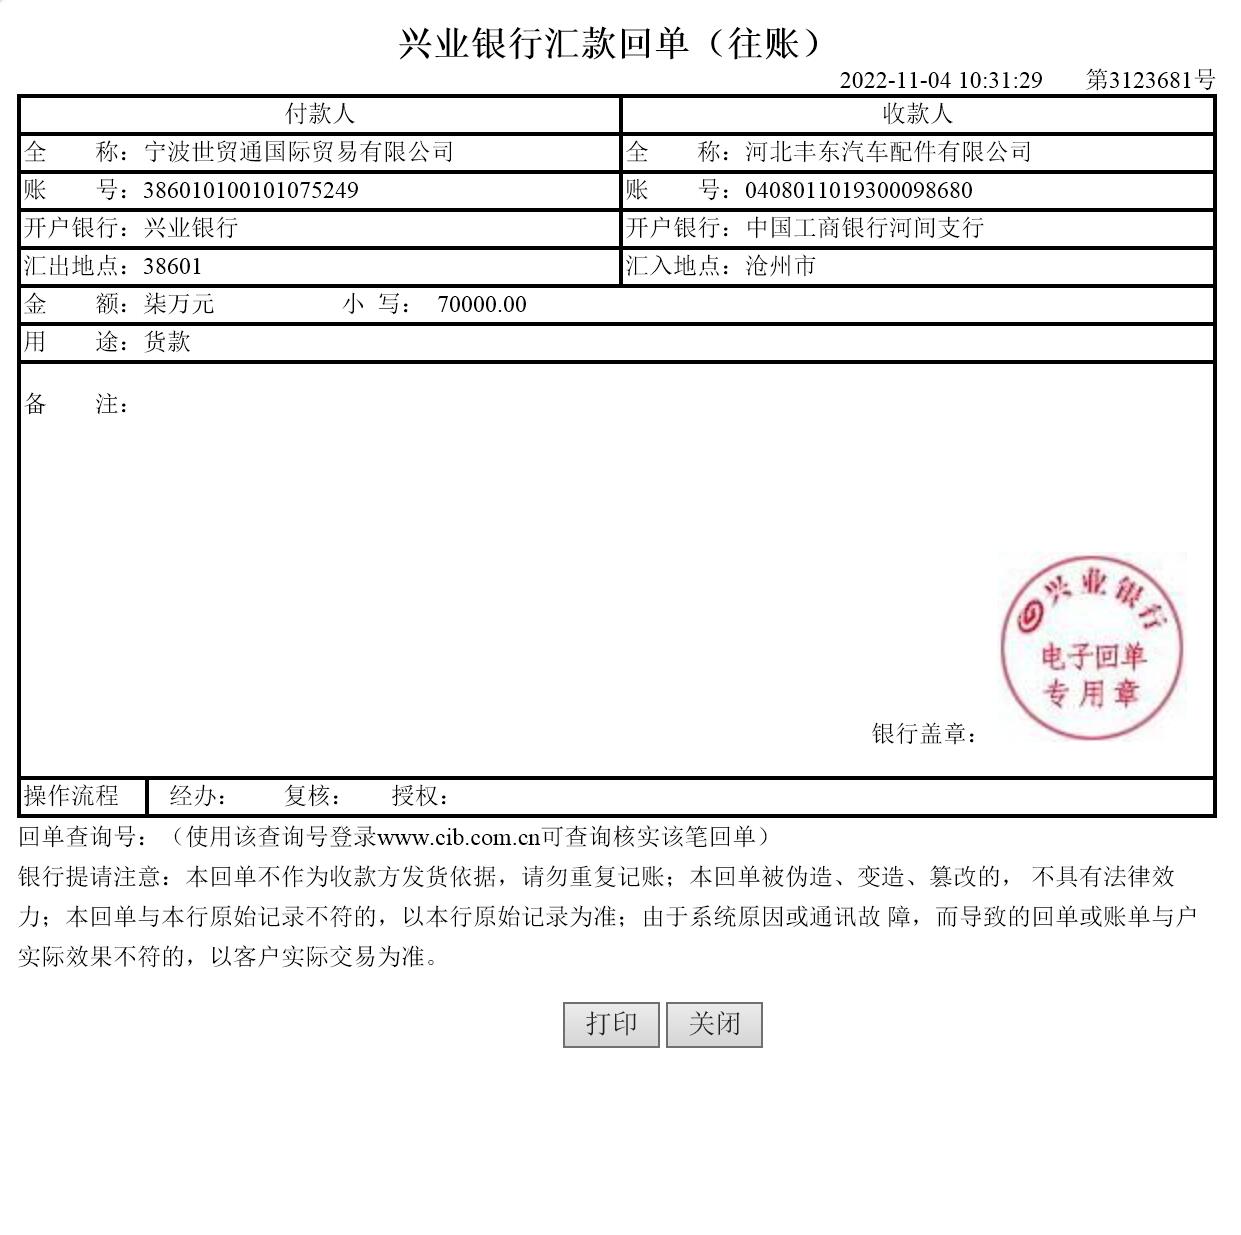 兴业银行汇款回单（往账）
2022-11-04 10:31:29 第3123681号
付款人 收款人
全 称：宁波世贸通国际贸易有限公司 全 称：河北丰东汽车配件有限公司
账 号：386010100101075249 账 号：0408011019300098680
开户银行：兴业银行 开户银行：中国工商银行河间支行
汇出地点：38601 汇入地点：沧州市
金 额：柒万元 小 写： 70000.00
用 途：货款
备 注：
兴业银行
电子回单
专用章
银行盖章：
操作流程 经办： 复核： 授权：
回单查询号：（使用该查询号登录www.cib.com.cn可查询核实该笔回单）
银行提请注意：本回单不作为收款方发货依据，请勿重复记账；本回单被伪造、变造、篡改的， 不具有法律效
力；本回单与本行原始记录不符的，以本行原始记录为准；由于系统原因或通讯故 障，而导致的回单或账单与户
实际效果不符的，以客户实际交易为准。
打印 关闭